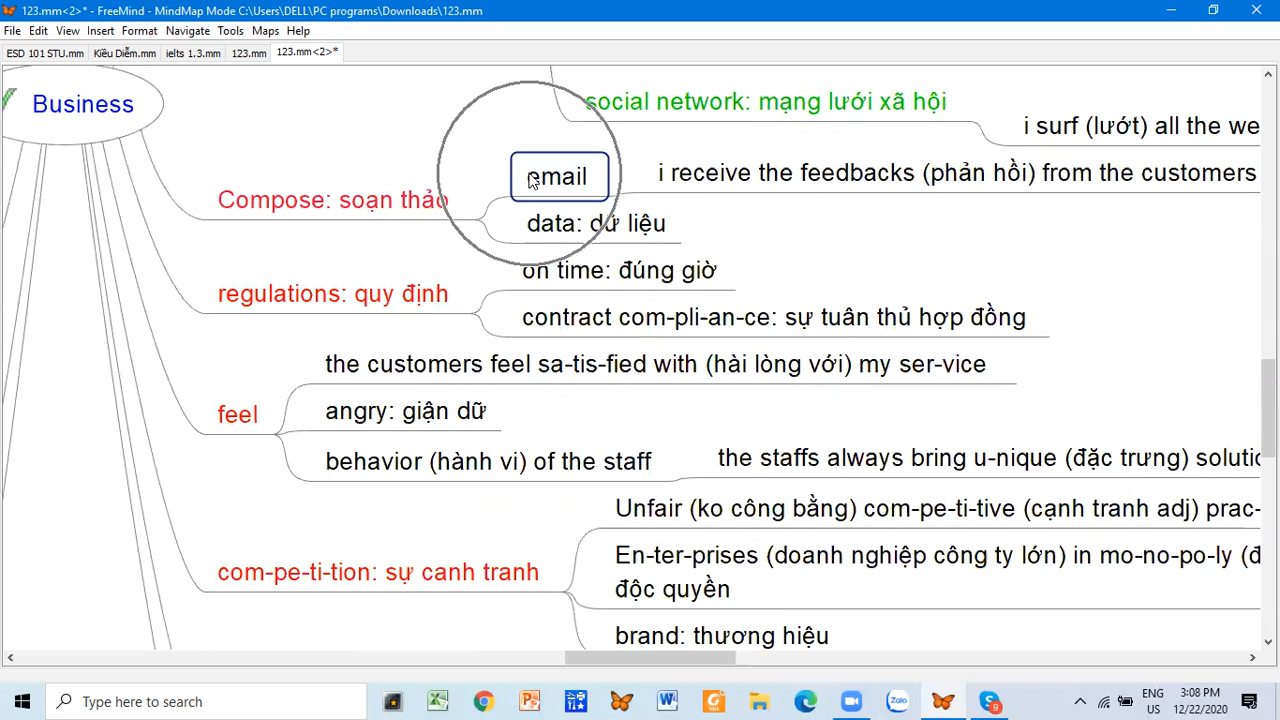 123.mm<2>* - FreeMind - MindMap Mode C:\Users\DELL\PC programs\Downloads\123.mm
File Edit View Insert Format Navigate Tools Maps Help
ESD 101 STU.mm Kiều Diễm.mm ielts 1.3.mm 123.mm 123.mm<2>*
Business
social network: mạng lưới xã hội
i surf (lướt) all the we
Compose: soạn thảo
email
i receive the feedbacks (phản hồi) from the customers
data: dữ liệu
regulations: quy định
on time: đúng giờ
contract com-pli-an-ce: sự tuân thủ hợp đồng
feel
the customers feel sa-tis-fied with (hài lòng với) my ser-vice
angry: giận dữ
behavior (hành vi) of the staff
the staffs always bring u-nique (đặc trưng) solutio
com-pe-ti-tion: sự canh tranh
Unfair (ko công bằng) com-pe-ti-tive (cạnh tranh adj) prac-
En-ter-prises (doanh nghiệp công ty lớn) in mo-no-po-ly (đ
độc quyền
brand: thương hiệu
Type here to search
ENG
US
3:08 PM
12/22/2020